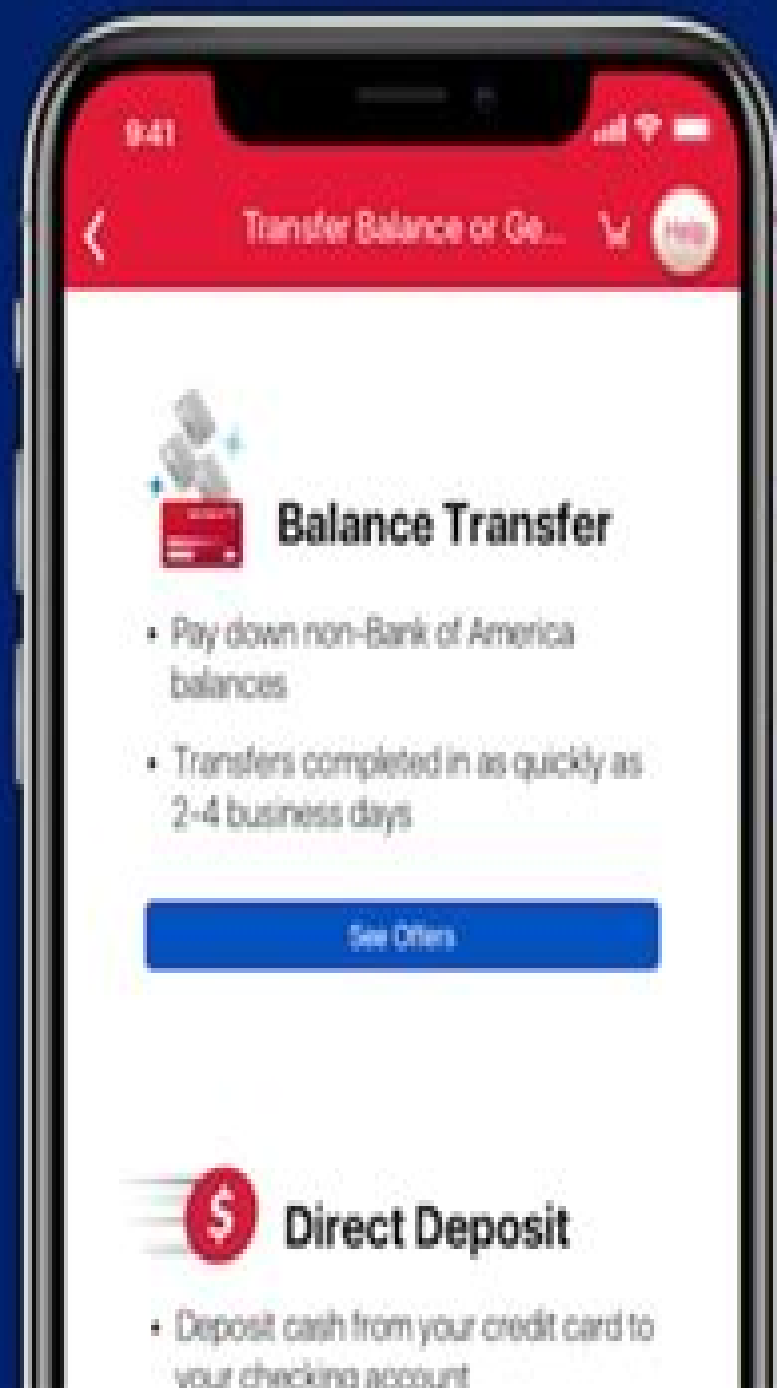 9:41
Transfer Balance or Ge...
Help
Balance Transfer
• Pay down non-Bank of America
balances
• Transfers completed in as quickly as
2-4 business days
See Offers
$
Direct Deposit
• Deposit cash from your credit card to
your checking account